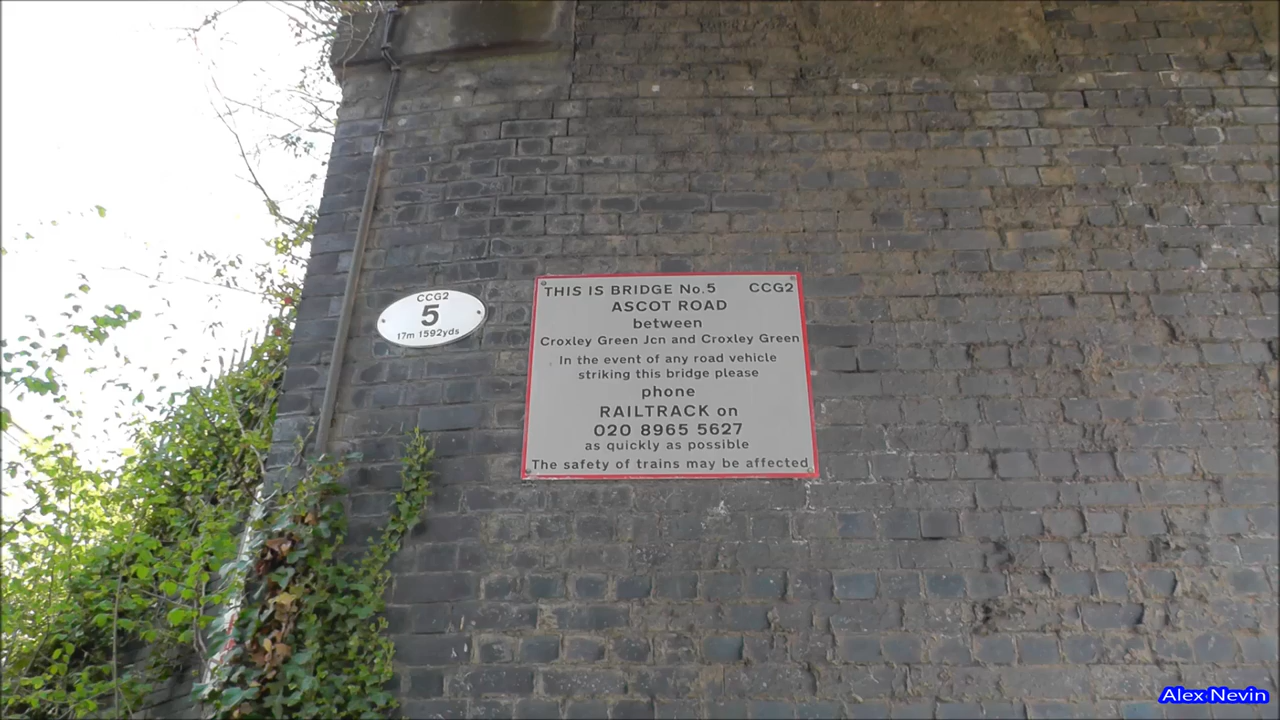 CCG2
5
17m 1592yds
THIS IS BRIDGE No.5 CCG2
ASCOT ROAD
between
Croxley Green Jcn and Croxley Green
In the event of any road vehicle
striking this bridge please
phone
RAILTRACK on
020 8965 5627
as quickly as possible
The safety of trains may be affected
Alex Nevin